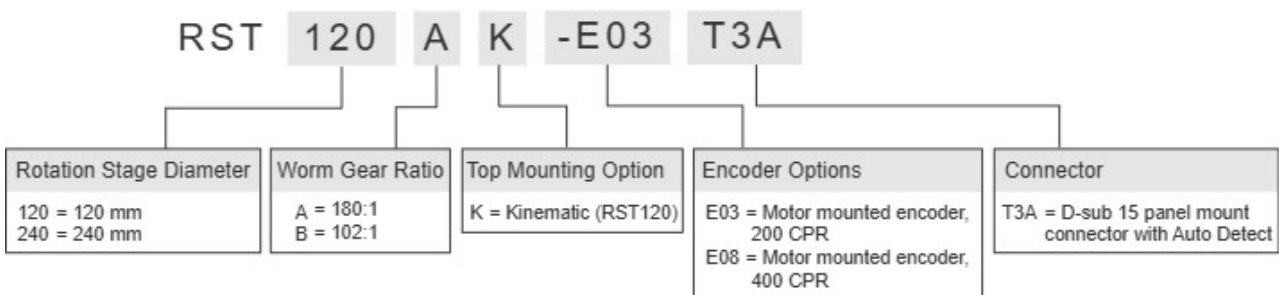 RST 120 A K -E03 T3A
Rotation Stage Diameter
120 = 120 mm
240 = 240 mm
Worm Gear Ratio
A = 180:1
B = 102:1
Top Mounting Option
K = Kinematic (RST120)
Encoder Options
E03 = Motor mounted encoder,
200 CPR
E08 = Motor mounted encoder,
400 CPR
Connector
T3A = D-sub 15 panel mount
connector with Auto Detect